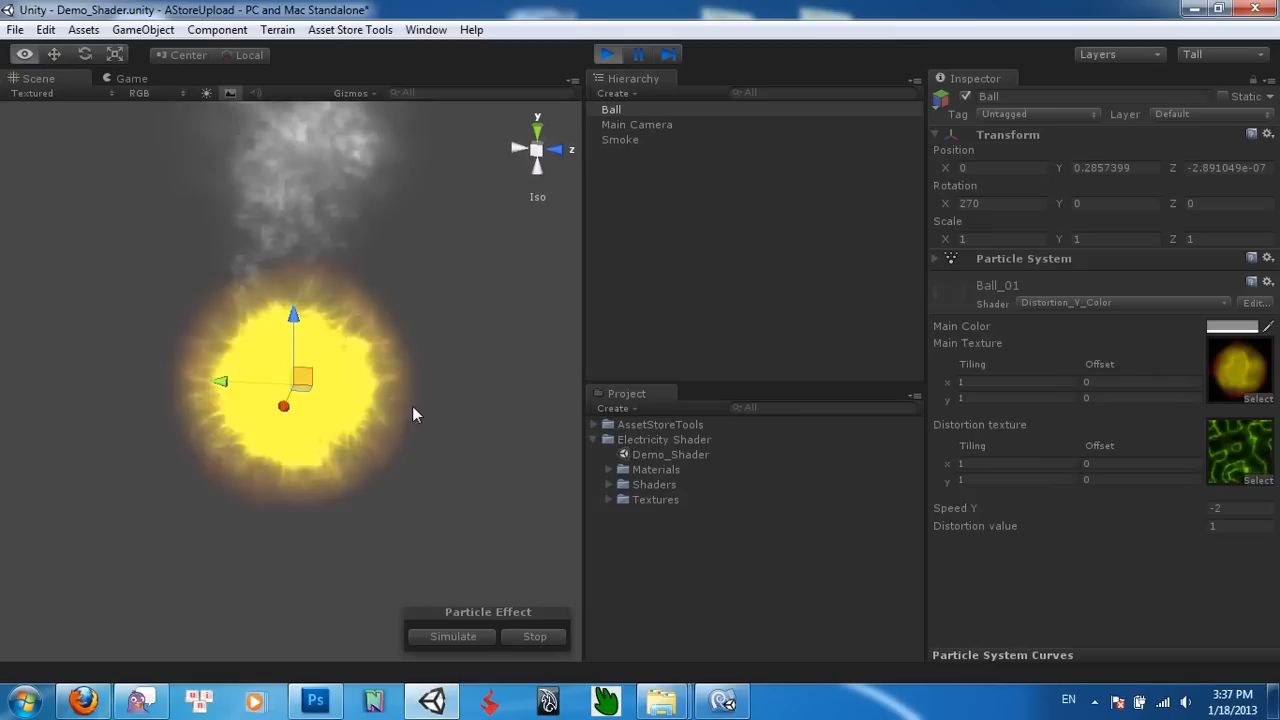 Unity - Demo_Shader.unity - AStoreUpload - PC and Mac Standalone*
File Edit Assets GameObject Component Terrain Asset Store Tools Window Help
Center Local Layers Tall
Scene Game
Textured RGB Gizmos All
y
z
Iso
Particle Effect
Simulate Stop
Hierarchy
Create All
Ball
Main Camera
Smoke
Project
Create All
AssetStoreTools
Electricity Shader
Demo_Shader
Materials
Shaders
Textures
Inspector
Ball Static
Tag Untagged Layer Default
Transform
Position
X 0 Y 0.2857399 Z -2.891049e-07
Rotation
X 270 Y 0 Z 0
Scale
X 1 Y 1 Z 1
Particle System
Ball_01
Shader Distortion_Y_Color Edit...
Main Color
Main Texture
Tiling Offset
x 1 0
y 1 0
Select
Distortion texture
Tiling Offset
x 1 0
y 1 0
Select
Speed Y -2
Distortion value 1
Particle System Curves
Ps
N
EN
3:37 PM
1/18/2013